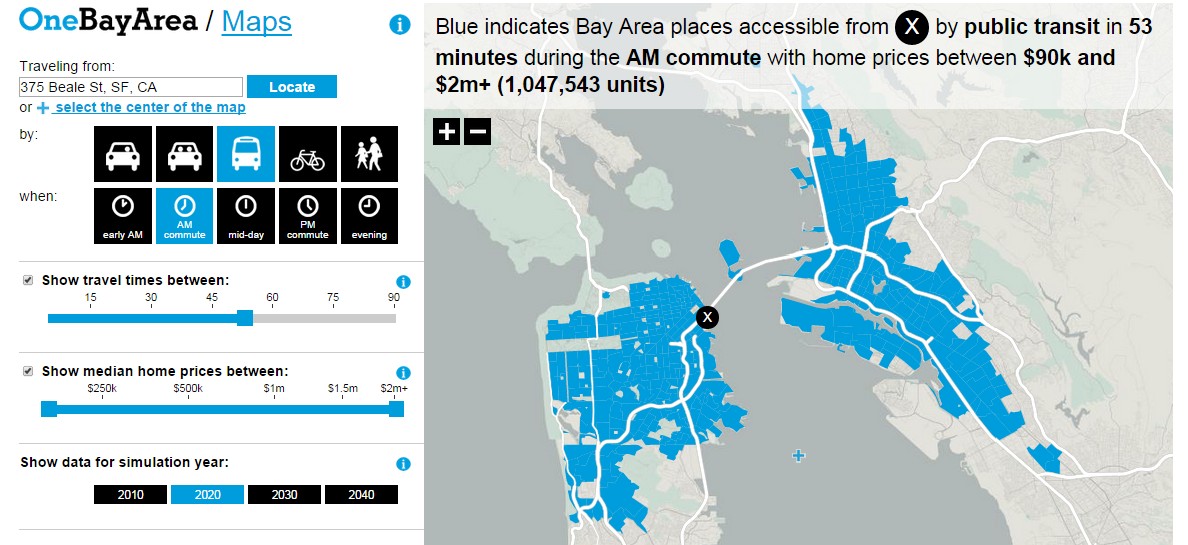 OneBayArea / Maps
i
Traveling from:
375 Beale St, SF, CA
Locate
or + select the center of the map
by:
when:
early AM
AM
commute
mid-day
PM
commute
evening
Show travel times between:
i
15 30 45 60 75 90
Show median home prices between:
i
$250k $500k $1m $1.5m $2m+
Show data for simulation year:
i
2010 2020 2030 2040
Blue indicates Bay Area places accessible from X by public transit in 53
minutes during the AM commute with home prices between $90k and
$2m+ (1,047,543 units)
+ −
X